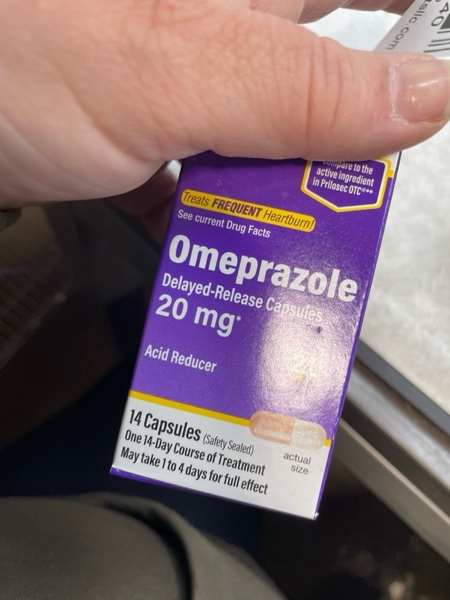 compare to the
active ingredient
in Prilosec OTC®**
Treats FREQUENT Heartburn!
See current Drug Facts
Omeprazole
Delayed-Release Capsules
20 mg*
Acid Reducer
24
14 Capsules (Safety Sealed)
One 14-Day Course of Treatment
May take 1 to 4 days for full effect
actual
size